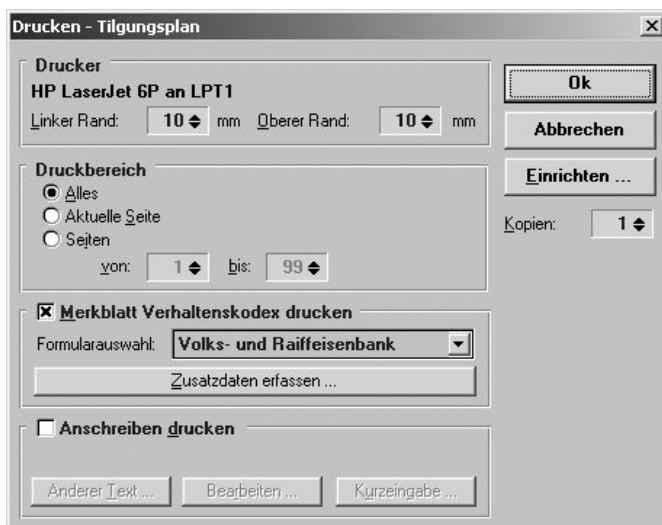 Drucken - Tilgungsplan
Drucker
HP LaserJet 6P an LPT1
Linker Rand: 10 mm Oberer Rand: 10 mm
Ok
Abbrechen
Einrichten ...
Kopien: 1
Druckbereich
Alles
Aktuelle Seite
Seiten
von: 1 bis: 99
Merkblatt Verhaltenskodex drucken
Formularauswahl: Volks- und Raiffeisenbank
Zusatzdaten erfassen ...
Anschreiben drucken
Anderer Text ... Bearbeiten ... Kurzeingabe ...